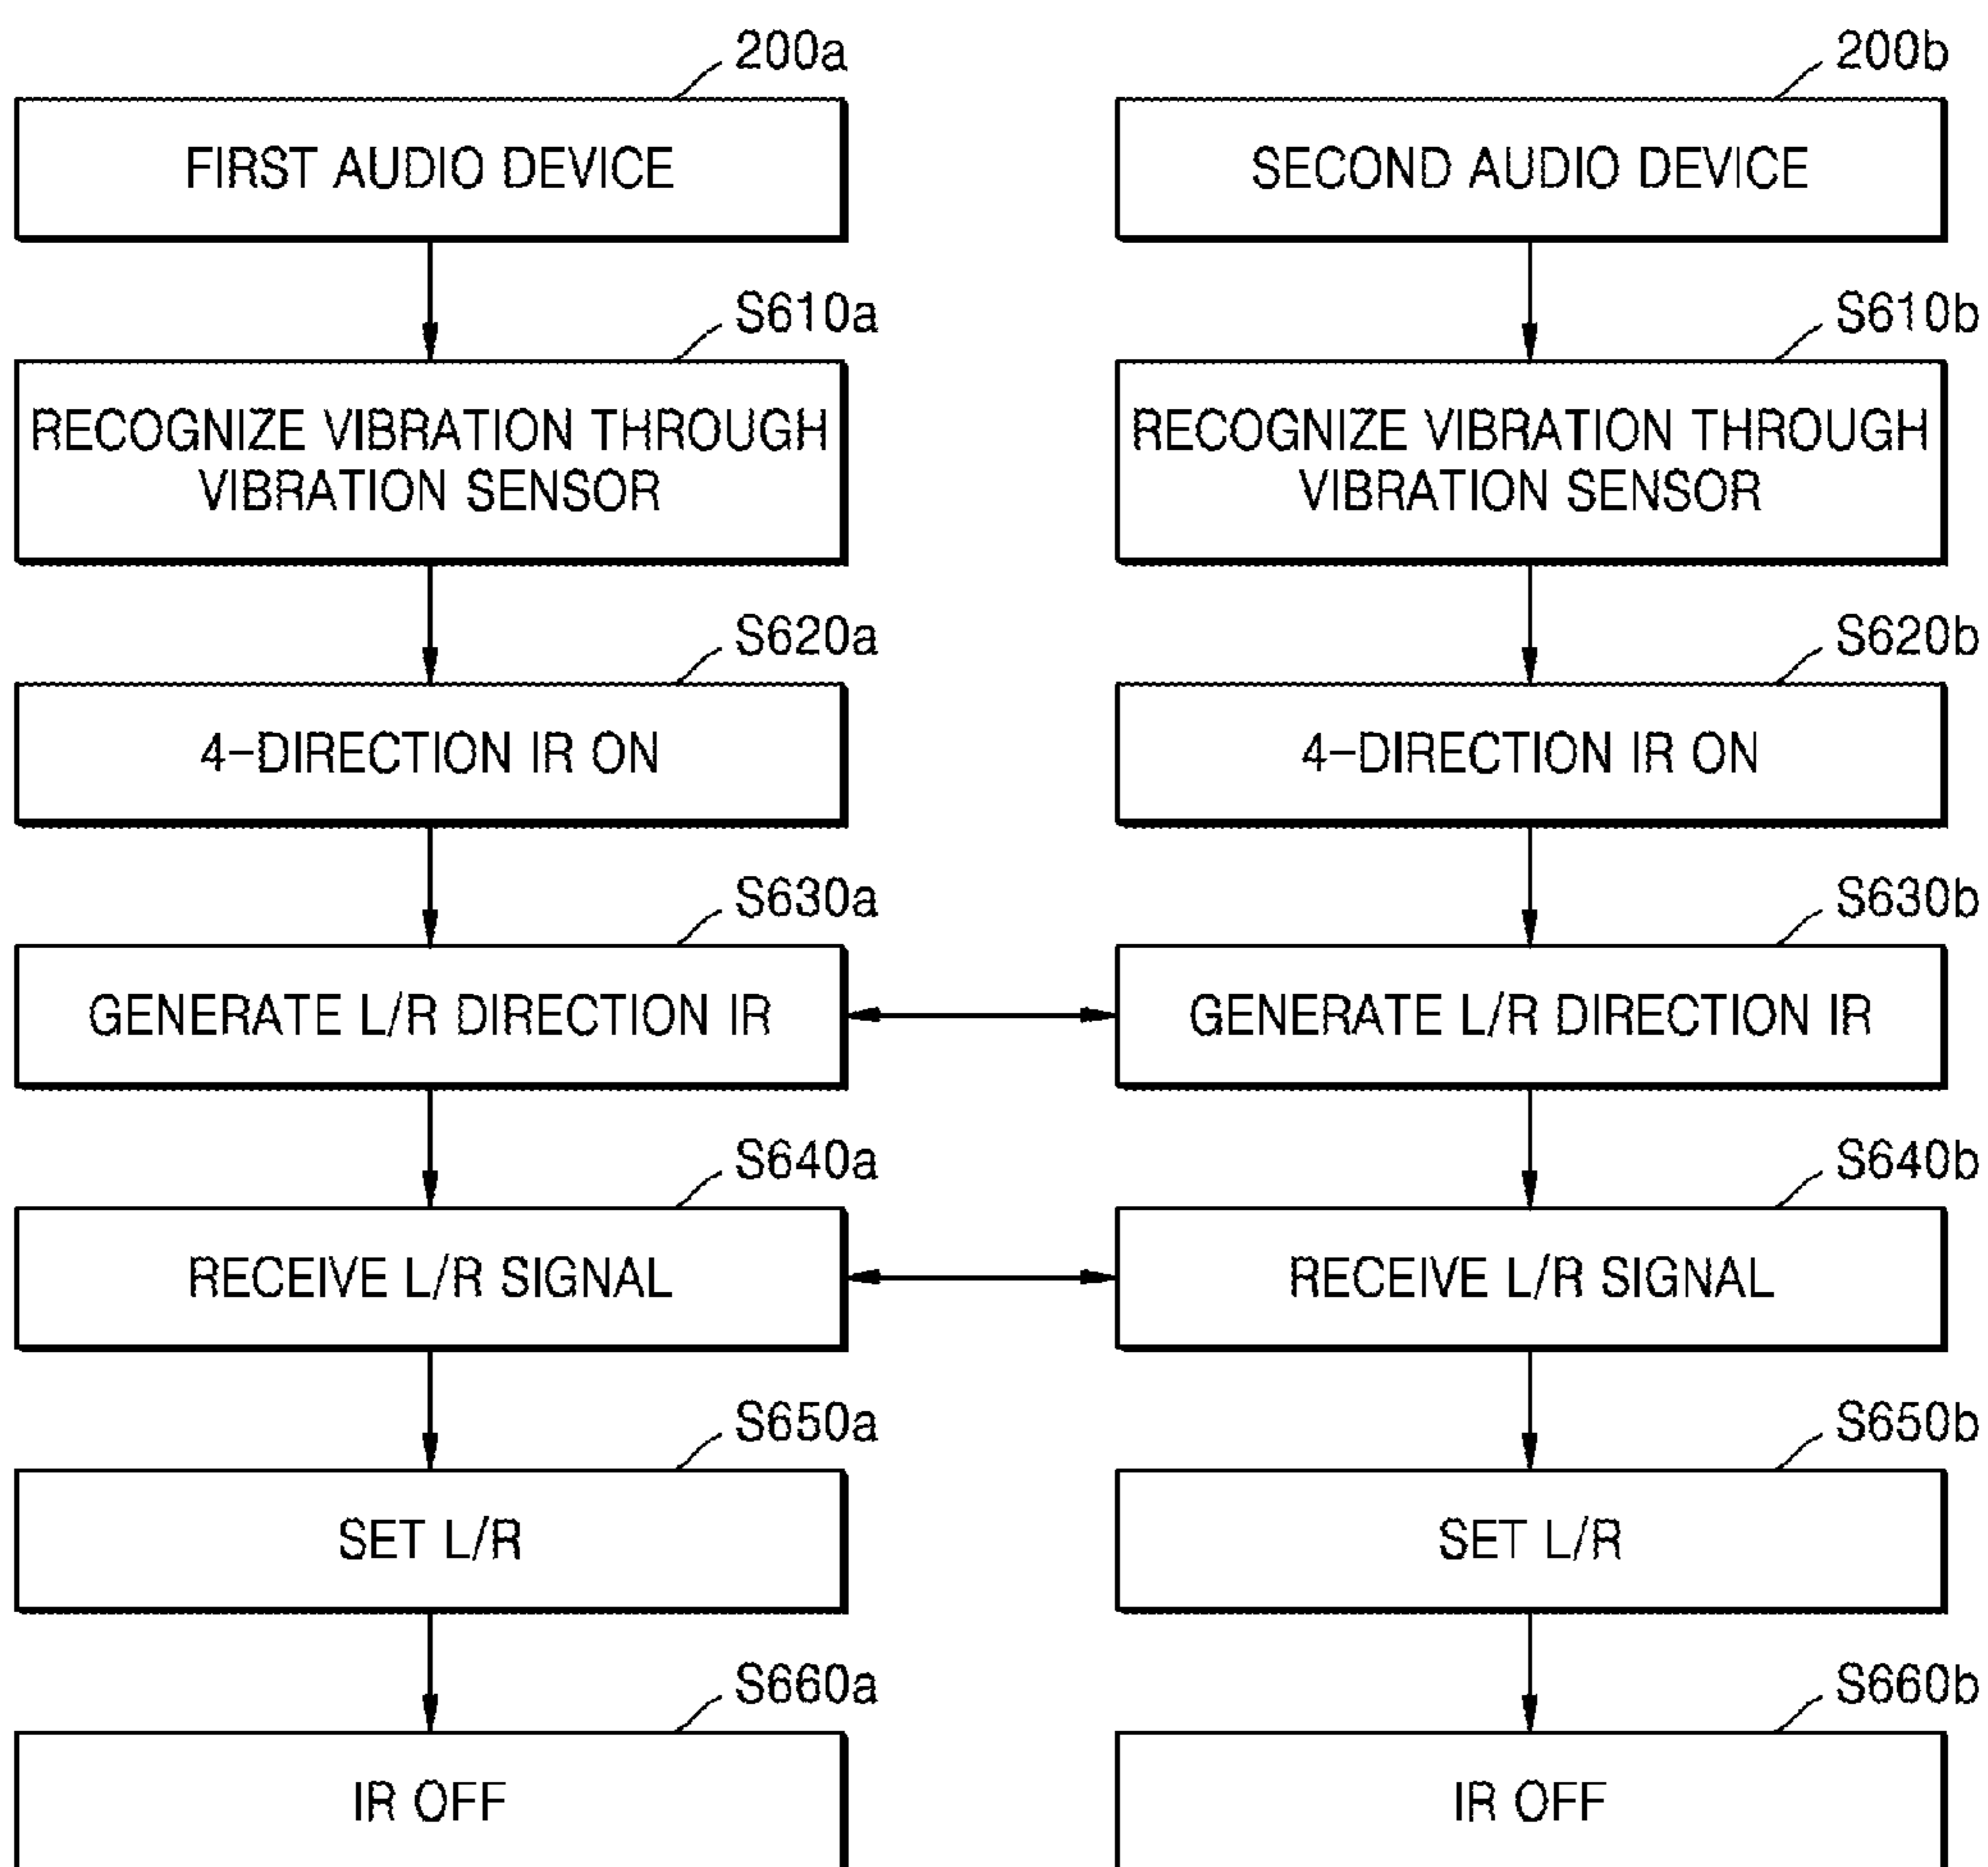 200a
FIRST AUDIO DEVICE
S610a
RECOGNIZE VIBRATION THROUGH
VIBRATION SENSOR
S620a
4-DIRECTION IR ON
S630a
GENERATE L/R DIRECTION IR
S640a
RECEIVE L/R SIGNAL
S650a
SET L/R
S660a
IR OFF
200b
SECOND AUDIO DEVICE
S610b
RECOGNIZE VIBRATION THROUGH
VIBRATION SENSOR
S620b
4-DIRECTION IR ON
S630b
GENERATE L/R DIRECTION IR
S640b
RECEIVE L/R SIGNAL
S650b
SET L/R
S660b
IR OFF